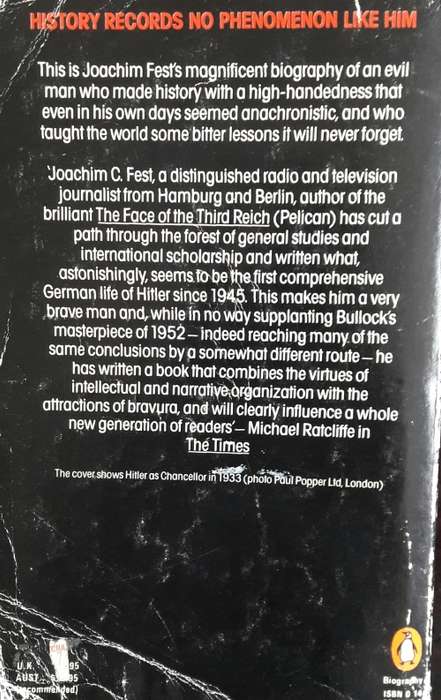 HISTORY RECORDS NO PHENOMENON LIKE HIM
This is Joachim Fest's magnificent biography of an evil
man who made history with a high-handedness that
even in his own days seemed anachronistic, and who
taught the world some bitter lessons it will never forget.
'Joachim C. Fest, a distinguished radio and television
journalist from Hamburg and Berlin, author of the
brilliant The Face of the Third Reich (Pelican) has cut a
path through the forest of general studies and
international scholarship and written what,
astonishingly, seems to be the first comprehensive
German life of Hitler since 1945. This makes him a very
brave man and, while in no way supplanting Bullock's
masterpiece of 1952 – indeed reaching many of the
same conclusions by a somewhat different route – he
has written a book that combines the virtues of
intellectual and narrative organization with the
attractions of bravura, and will clearly influence a whole
new generation of readers' – Michael Ratcliffe in
The Times
The cover shows Hitler as Chancellor in 1933 (photo Paul Popper Ltd, London)
U.K. 95
AUST. 95
(recommended)
Biography
ISBN 0 14